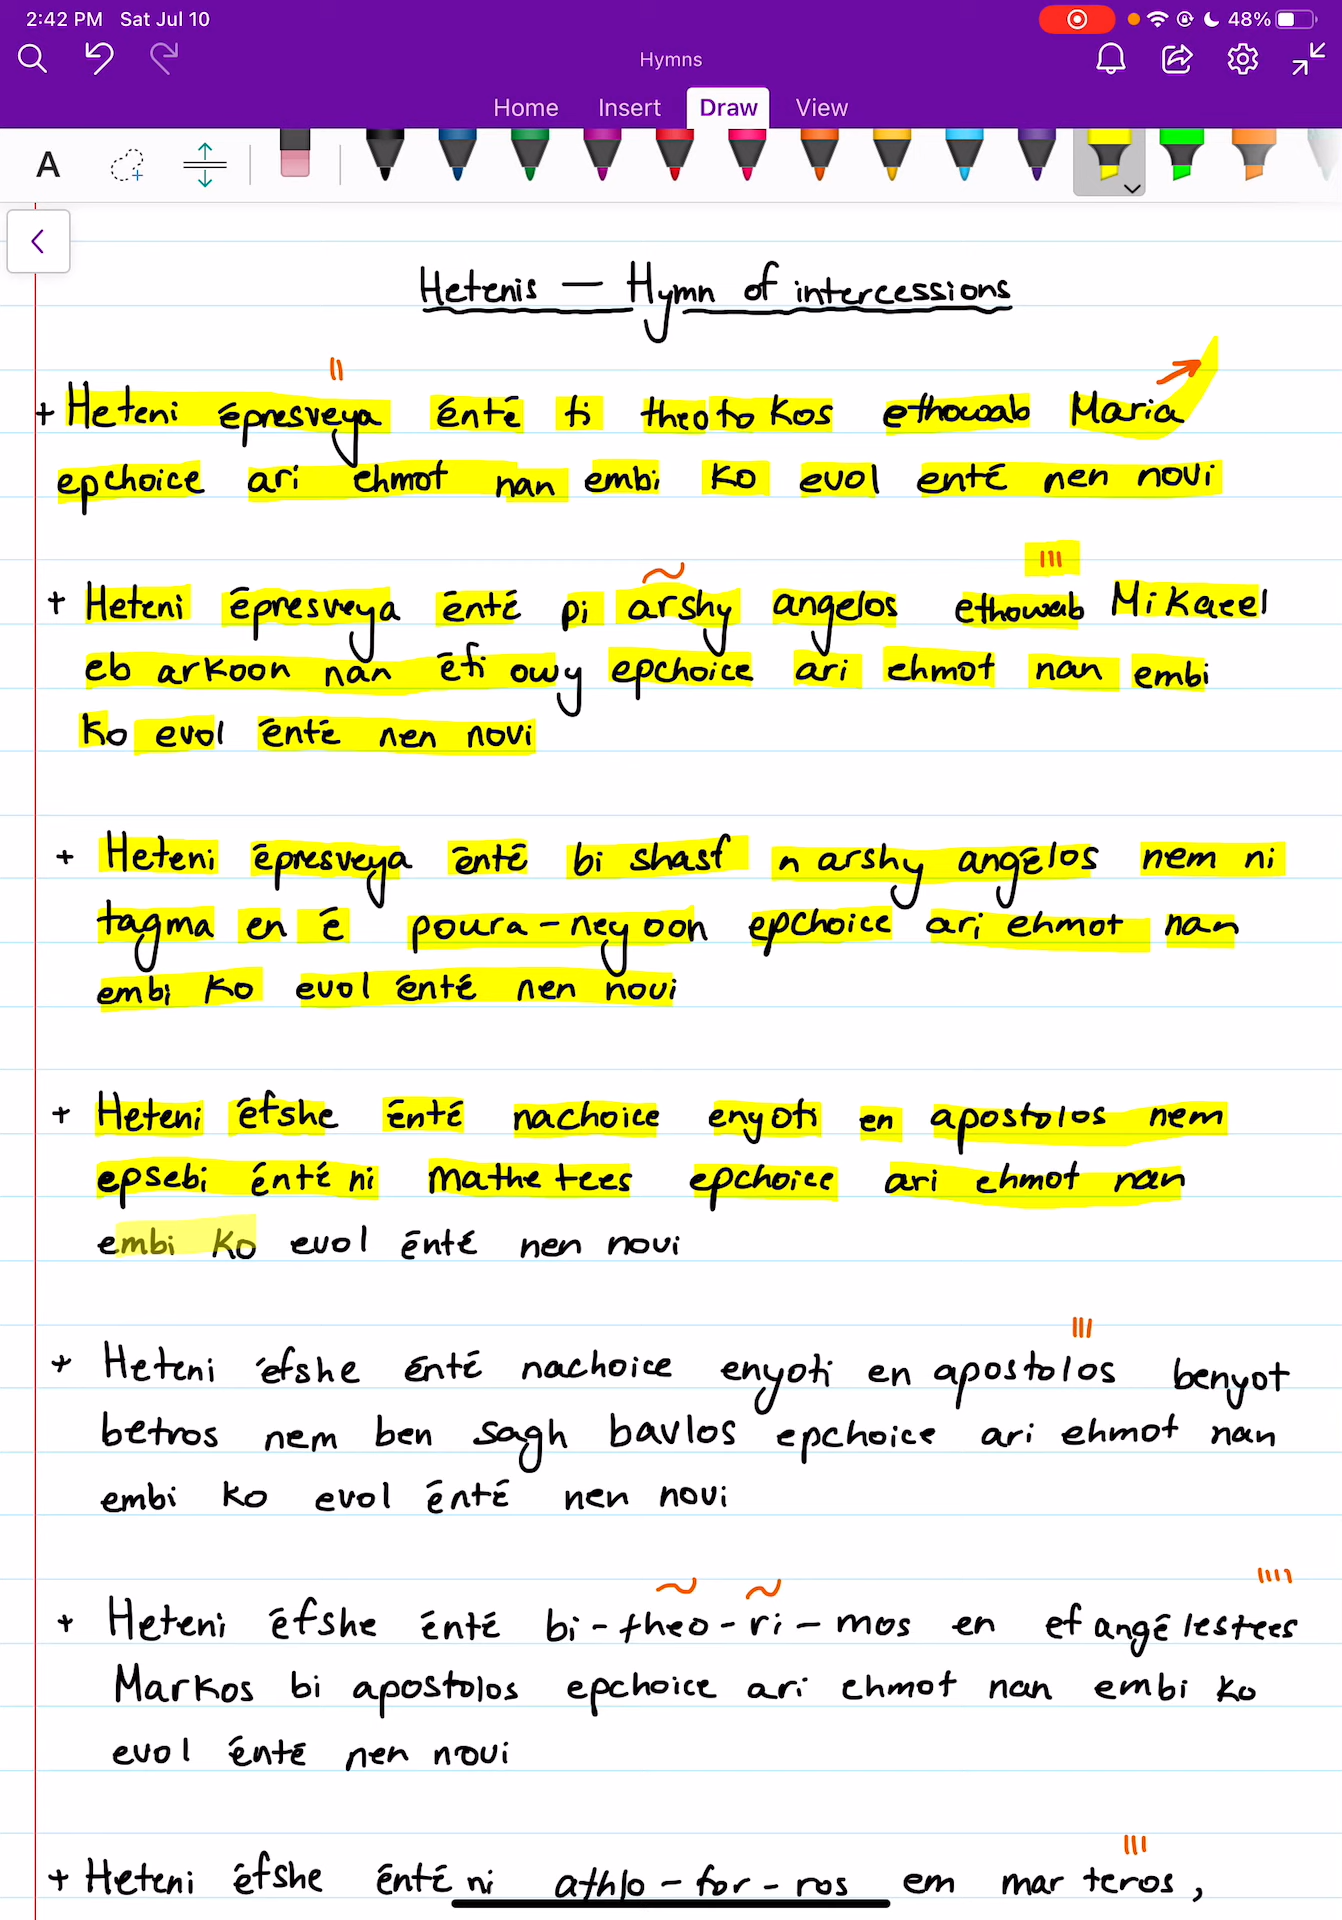 2:42 PM Sat Jul 10 48%
Hymns
Home Insert Draw View
A
Hetenis — Hymn of intercessions
+ Heteni épresveya énté ti theotokos ethowab Maria
epchoice ari ehmot nan embi ko evol enté nen novi
+ Heteni épresveya énté pi arshy angelos ethowab Mikaeel
eb arkoon nan éfi owy epchoice ari ehmot nan embi
ko evol énté nen novi
+ Heteni épresveya énté bi shasf n arshy angélos nem ni
tagma en é poura-neyoon epchoice ari ehmot nan
embi ko evol énté nen novi
+ Heteni éfshe énté nachoice enyoti en apostolos nem
epsebi énté ni mathetees epchoice ari ehmot nan
embi ko evol énté nen novi
+ Heteni éfshe énté nachoice enyoti en apostolos benyot
betros nem ben sagh bavlos epchoice ari ehmot nan
embi ko evol énté nen novi
+ Heteni éfshe énté bi-theo-ri-mos en ef angélestees
Markos bi apostolos epchoice ari ehmot nan embi ko
evol énté nen novi
+ Heteni éfshe énté ni athlo-for-ros em mar teros,